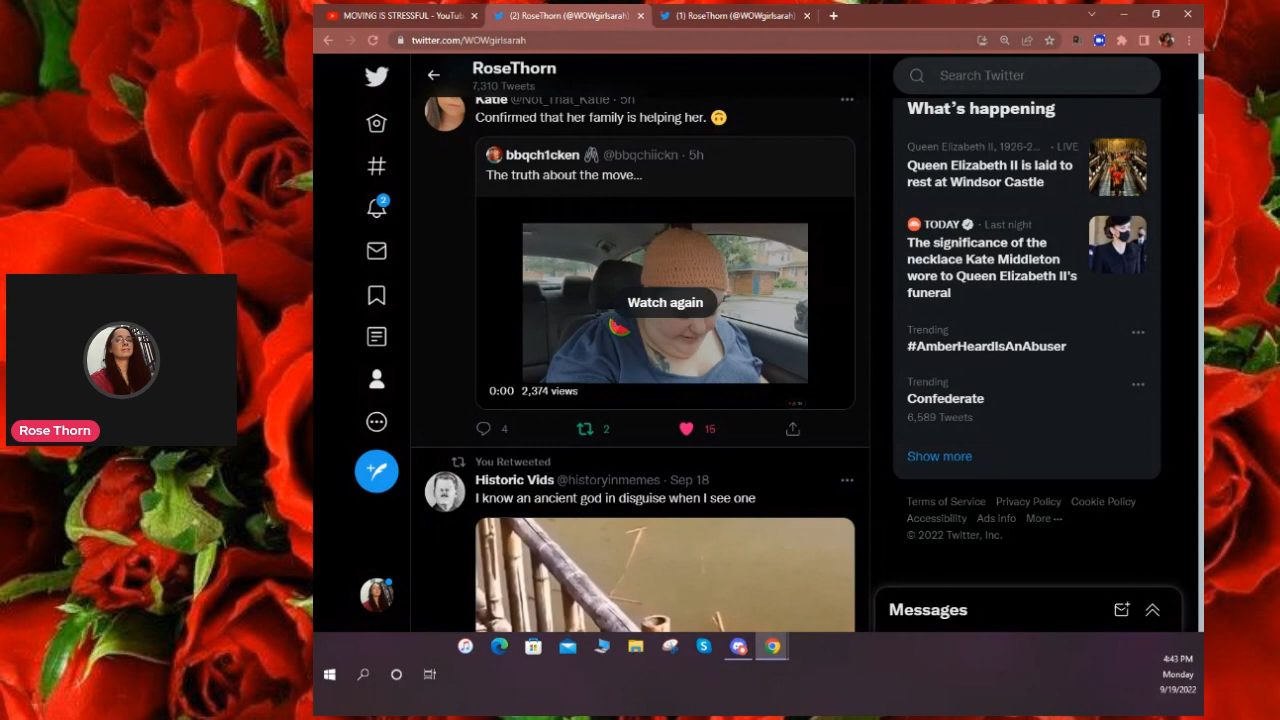 MOVING IS STRESSFUL - YouTub
(2) RoseThorn (@WOWgirlsarah)
(1) RoseThorn (@WOWgirlsarah)
twitter.com/WOWgirlsarah
RoseThorn
7,310 Tweets
Katie @Not_That_Katie · 5h
Confirmed that her family is helping her. 🙃
bbqch1cken @bbqchiickn · 5h
The truth about the move...
Watch again
0:00 2,374 views
4
2
15
You Retweeted
Historic Vids @historyinmemes · Sep 18
I know an ancient god in disguise when I see one
2
Search Twitter
What's happening
Queen Elizabeth II, 1926-2... · LIVE
Queen Elizabeth II is laid to
rest at Windsor Castle
TODAY · Last night
The significance of the
necklace Kate Middleton
wore to Queen Elizabeth II's
funeral
Trending
#AmberHeardIsAnAbuser
Trending
Confederate
6,589 Tweets
Show more
Terms of Service Privacy Policy Cookie Policy
Accessibility Ads info More ···
© 2022 Twitter, Inc.
Messages
Rose Thorn
4:43 PM
Monday
9/19/2022